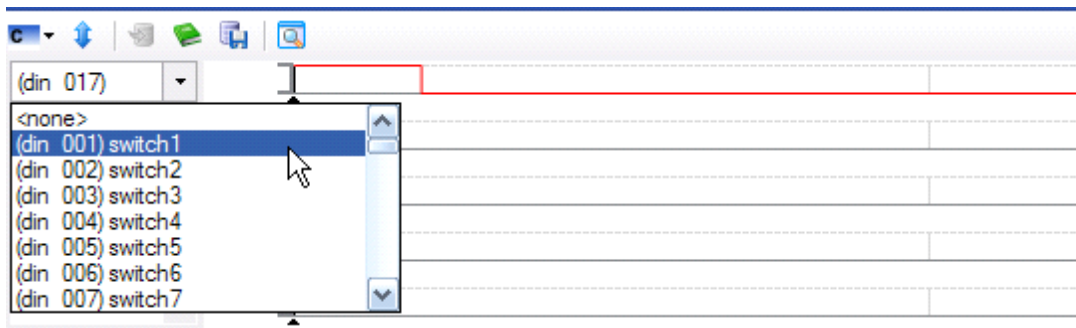 C
(din 017)
<none>
(din 001) switch1
(din 002) switch2
(din 003) switch3
(din 004) switch4
(din 005) switch5
(din 006) switch6
(din 007) switch7